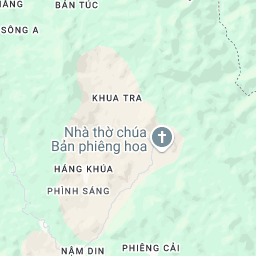 BẢN TÚC
SÔNG A
KHUA TRA
Nhà thờ chúa
Bản phiêng hoa
HÁNG KHÚA
PHÌNH SÁNG
NẬM DIN
PHIÊNG CẢI